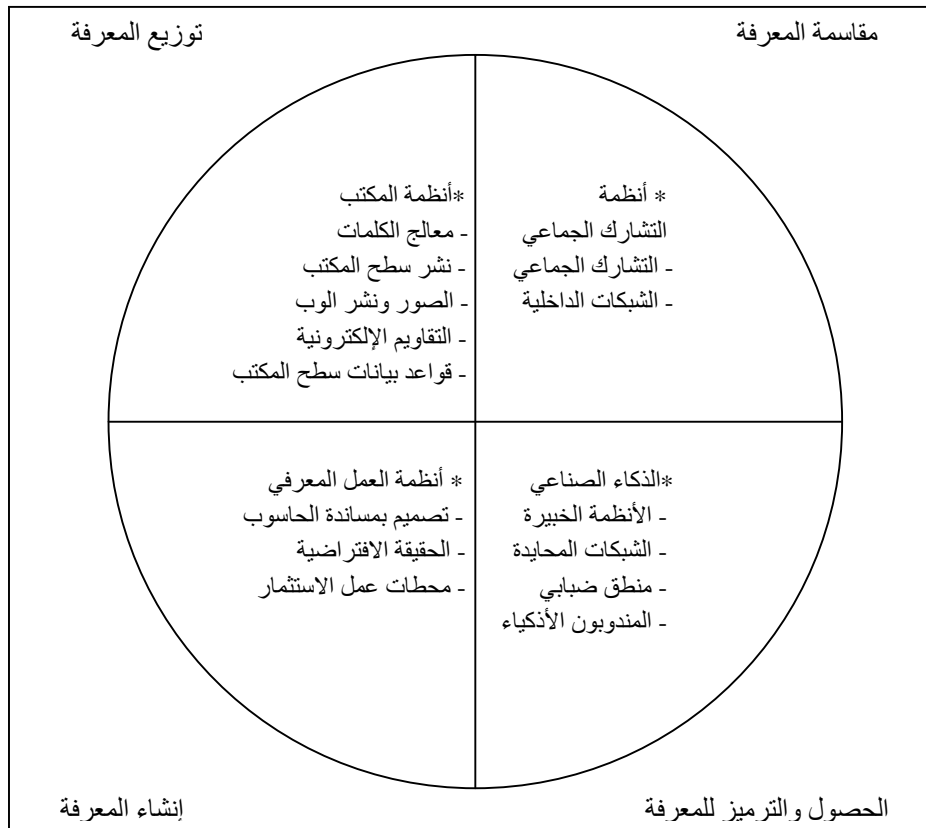 مقاسمة المعرفة
توزيع المعرفة
* أنظمة
التشارك الجماعي
- التشارك الجماعي
- الشبكات الداخلية
*أنظمة المكتب
- معالج الكلمات
- نشر سطح المكتب
- الصور ونشر الوب
- التقاويم الإلكترونية
- قواعد بيانات سطح المكتب
*الذكاء الصناعي
- الأنظمة الخبيرة
- الشبكات المحايدة
- منطق ضبابي
- المندوبون الأذكياء
* أنظمة العمل المعرفي
- تصميم بمساندة الحاسوب
- الحقيقة الافتراضية
- محطات عمل الاستثمار
الحصول والترميز للمعرفة
إنشاء المعرفة